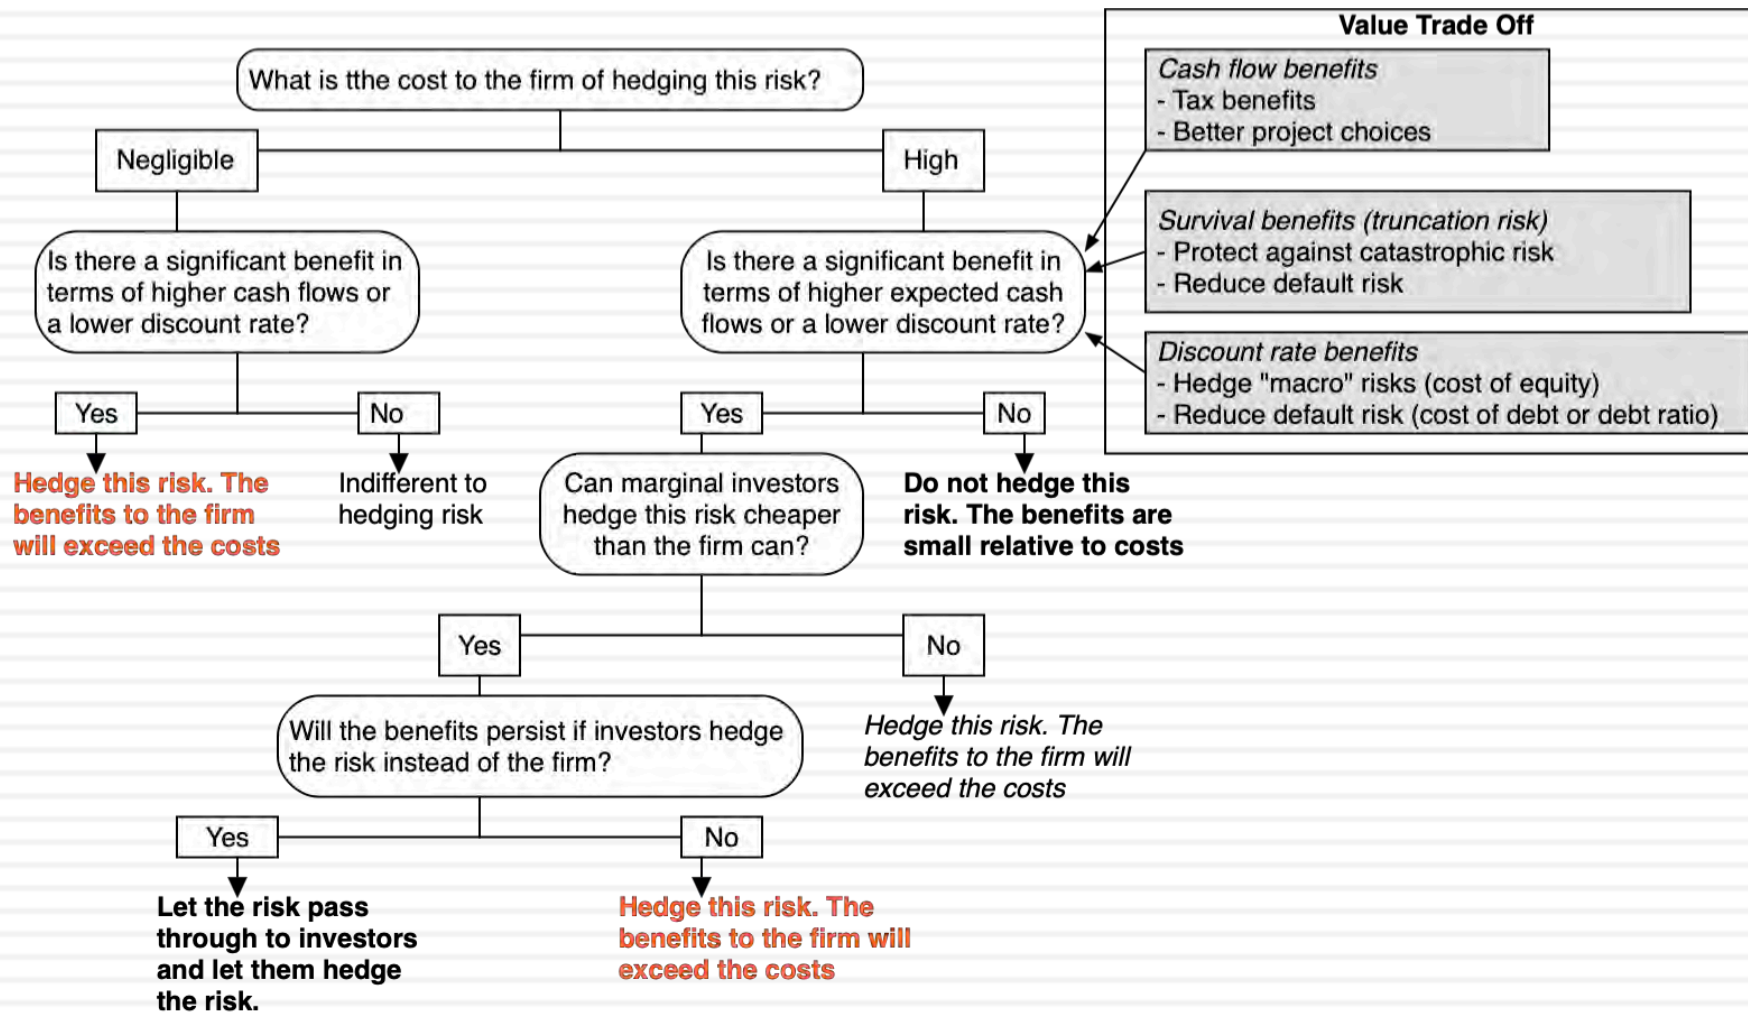 Value Trade Off
What is tthe cost to the firm of hedging this risk?
Cash flow benefits
- Tax benefits
- Better project choices
Negligible
High
Survival benefits (truncation risk)
- Protect against catastrophic risk
- Reduce default risk
Is there a significant benefit in
terms of higher cash flows or
a lower discount rate?
Is there a significant benefit in
terms of higher expected cash
flows or a lower discount rate?
Discount rate benefits
- Hedge "macro" risks (cost of equity)
- Reduce default risk (cost of debt or debt ratio)
Yes
No
Yes
No
Hedge this risk. The
benefits to the firm
will exceed the costs
Indifferent to
hedging risk
Can marginal investors
hedge this risk cheaper
than the firm can?
Do not hedge this
risk. The benefits are
small relative to costs
Yes
No
Will the benefits persist if investors hedge
the risk instead of the firm?
Hedge this risk. The
benefits to the firm will
exceed the costs
Yes
No
Let the risk pass
through to investors
and let them hedge
the risk.
Hedge this risk. The
benefits to the firm will
exceed the costs